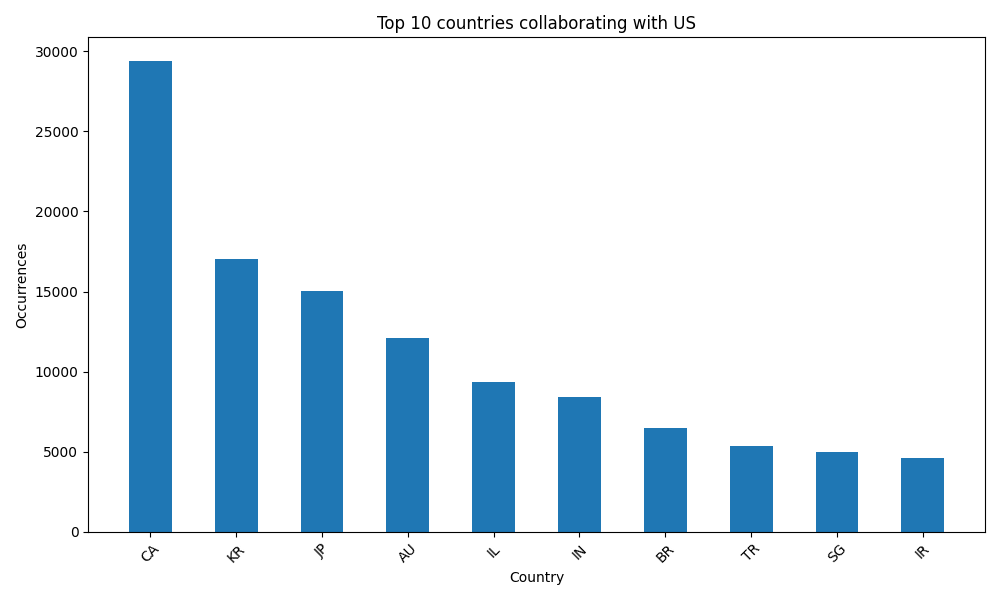 Top 10 countries collaborating with US
30000
25000
20000
15000
10000
5000
0
Occurrences
CA KR JP AU IL IN BR TR SG IR
Country